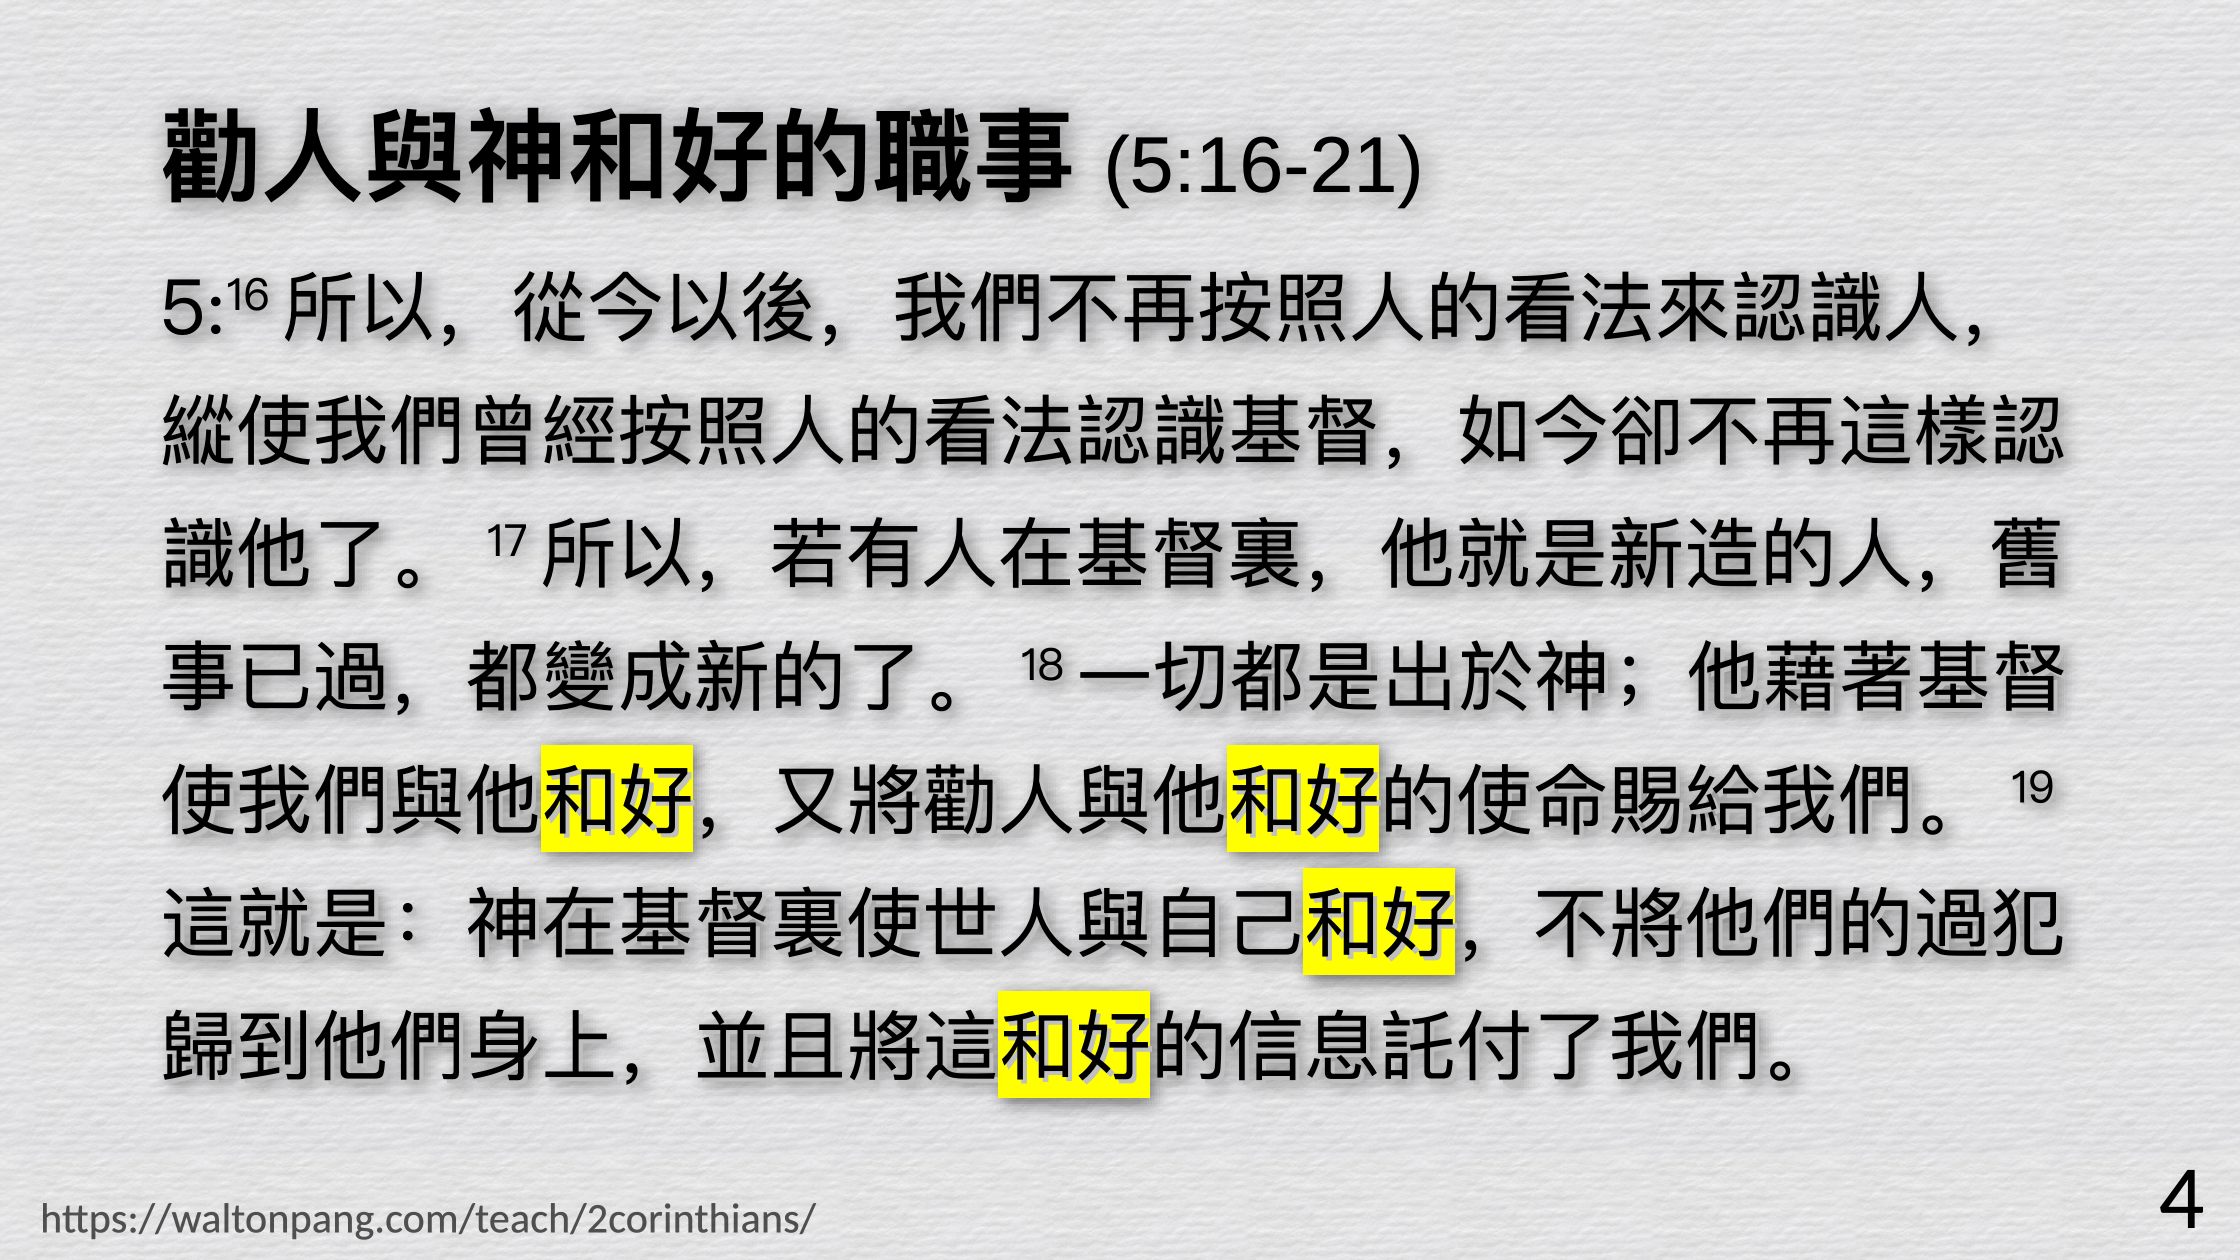 勸人與神和好的職事 (5:16-21)
5:16 所以，從今以後，我們不再按照人的看法來認識人，
縱使我們曾經按照人的看法認識基督，如今卻不再這樣認
識他了。 17 所以，若有人在基督裏，他就是新造的人，舊
事已過，都變成新的了。 18 一切都是出於神；他藉著基督
使我們與他和好，又將勸人與他和好的使命賜給我們。 19
這就是：神在基督裏使世人與自己和好，不將他們的過犯
歸到他們身上，並且將這和好的信息託付了我們。
https://waltonpang.com/teach/2corinthians/
4